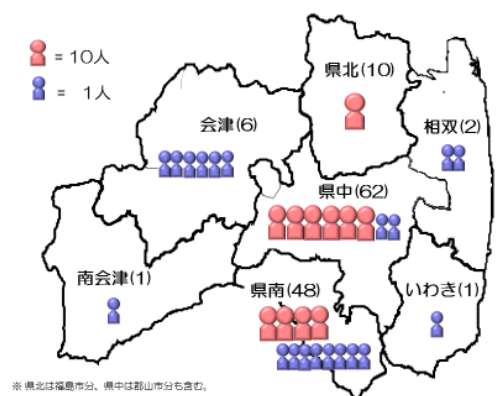 = 10人
= 1人
県北(10)
会津(6)
相双(2)
県中(62)
南会津(1)
県南(48)
いわき(1)
※ 県北は福島市分、県中は郡山市分も含む。